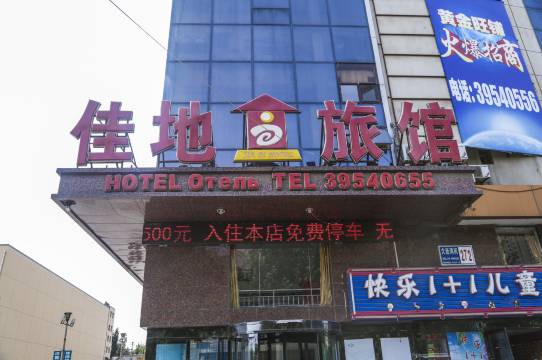 黄金旺铺
火爆招商
电话:39540556
佳地 旅馆
HOTEL Отель TEL 39540655
500元 入住本店免费停车 无
272
快乐1+1儿童